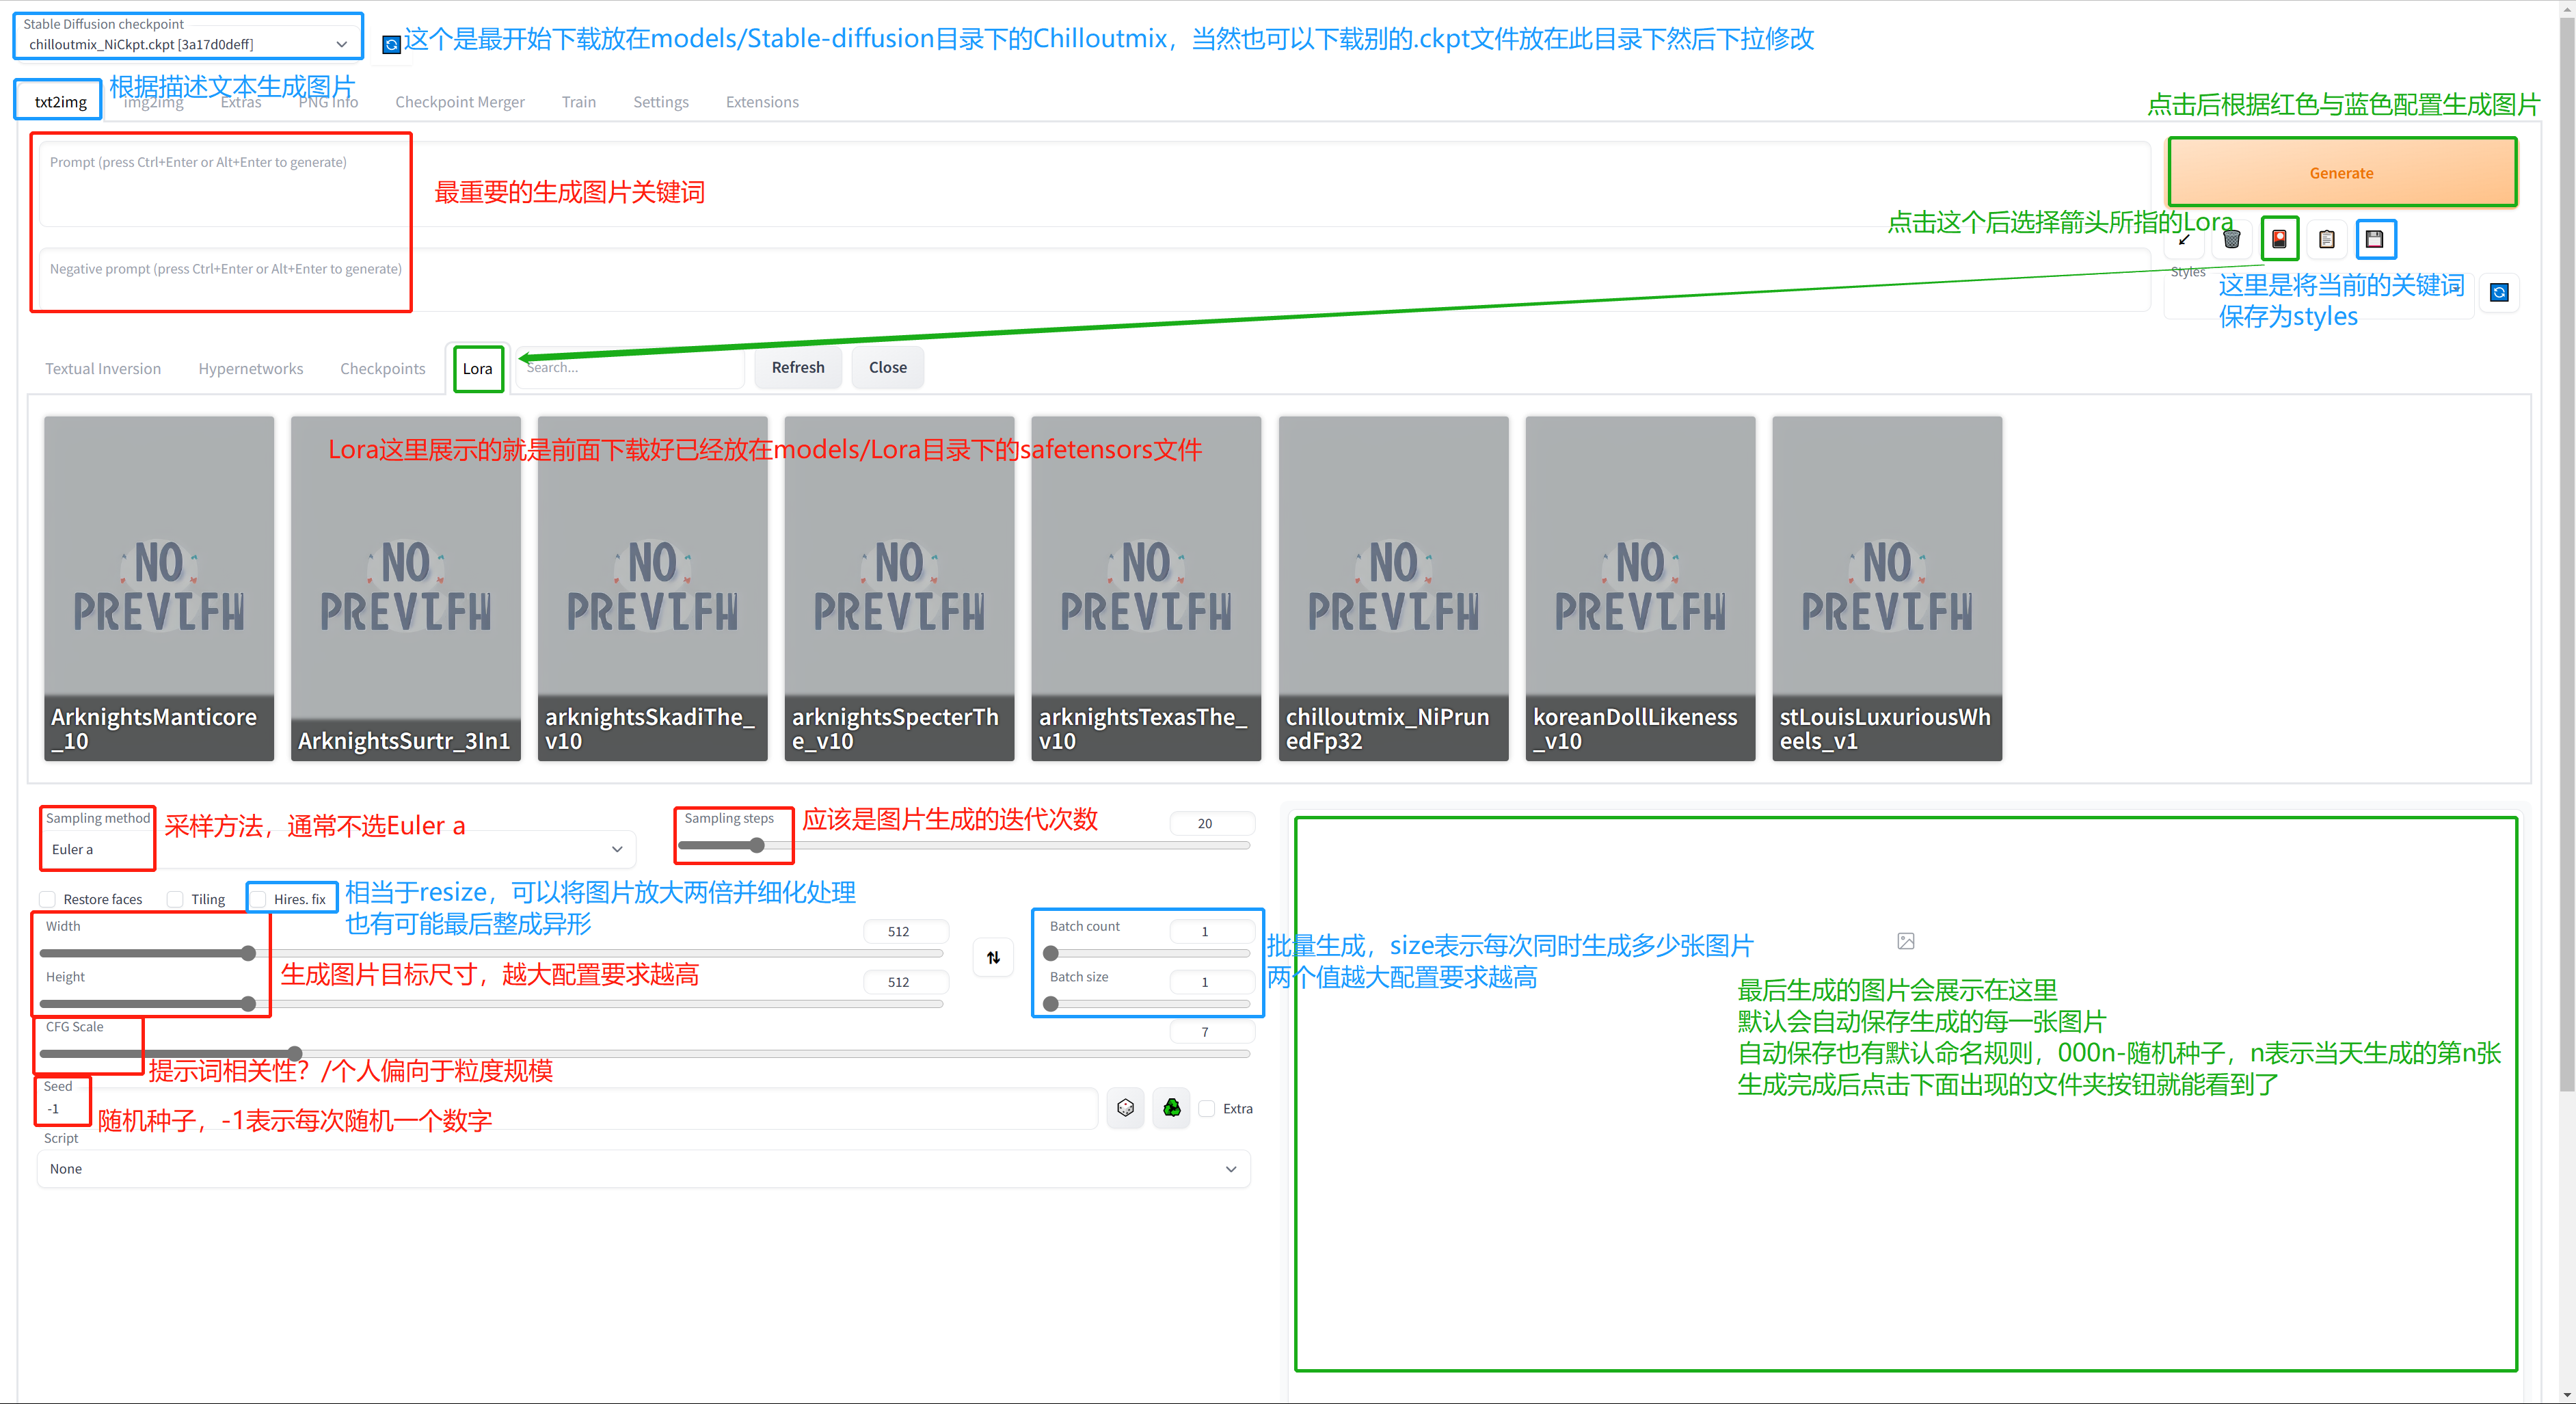 Stable Diffusion checkpoint
chilloutmix_NiCkpt.ckpt [3a17d0deff]
这个是最开始下载放在models/Stable-diffusion目录下的Chilloutmix，当然也可以下载别的.ckpt文件放在此目录下然后下拉修改
根据描述文本生成图片
txt2img
img2img
Extras
PNG Info
Checkpoint Merger
Train
Settings
Extensions
点击后根据红色与蓝色配置生成图片
Prompt (press Ctrl+Enter or Alt+Enter to generate)
最重要的生成图片关键词
Generate
点击这个后选择箭头所指的Lora
Negative prompt (press Ctrl+Enter or Alt+Enter to generate)
Styles
这里是将当前的关键词
保存为styles
Textual Inversion
Hypernetworks
Checkpoints
Lora
Search...
Refresh
Close
Lora这里展示的就是前面下载好已经放在models/Lora目录下的safetensors文件
NO
PREVIEW
NO
PREVIEW
NO
PREVIEW
NO
PREVIEW
NO
PREVIEW
NO
PREVIEW
NO
PREVIEW
NO
PREVIEW
ArknightsManticore
_10
ArknightsSurtr_3In1
arknightsSkadiThe_
v10
arknightsSpecterTh
e_v10
arknightsTexasThe_
v10
chilloutmix_NiPrun
edFp32
koreanDollLikeness
_v10
stLouisLuxuriousWh
eels_v1
Sampling method
采样方法，通常不选Euler a
Euler a
Sampling steps
应该是图片生成的迭代次数
20
Restore faces
Tiling
Hires. fix
相当于resize，可以将图片放大两倍并细化处理
也有可能最后整成异形
Width
512
Height
512
生成图片目标尺寸，越大配置要求越高
Batch count
1
Batch size
1
批量生成，size表示每次同时生成多少张图片
两个值越大配置要求越高
CFG Scale
7
提示词相关性？/个人偏向于粒度规模
Seed
-1
随机种子，-1表示每次随机一个数字
Extra
Script
None
最后生成的图片会展示在这里
默认会自动保存生成的每一张图片
自动保存也有默认命名规则，000n-随机种子，n表示当天生成的第n张
生成完成后点击下面出现的文件夹按钮就能看到了